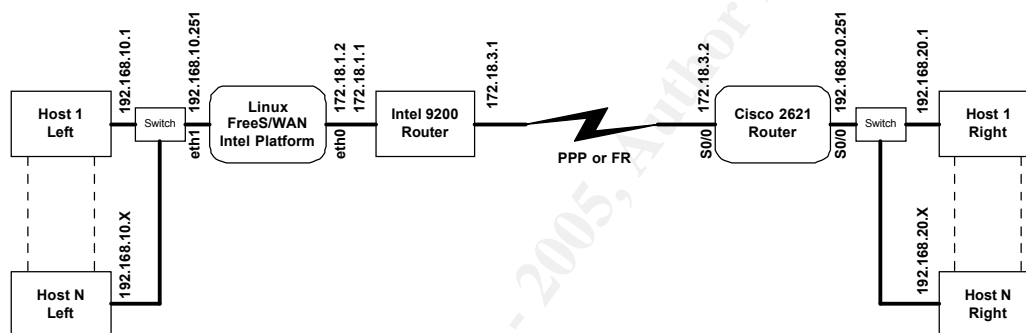 192.168.10.1
192.168.10.251
172.18.1.2
172.18.1.1
172.18.3.1
172.18.3.2
192.168.20.251
192.168.20.1
Host 1
Left
Switch
eth1
Linux
FreeS/WAN
Intel Platform
eth0
Intel 9200
Router
PPP or FR
S0/0
Cisco 2621
Router
S0/0
Switch
Host 1
Right
192.168.10.X
192.168.20.X
Host N
Left
Host N
Right
- 2005, Author